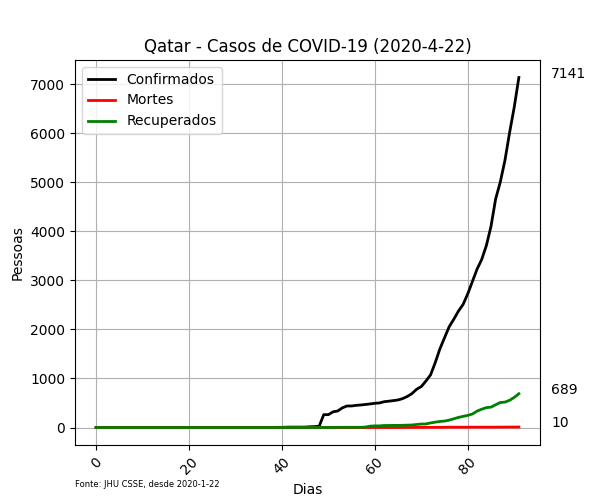 Qatar - Casos de COVID-19 (2020-4-22)
Confirmados
Mortes
Recuperados
7141
689
10
Pessoas
7000
6000
5000
4000
3000
2000
1000
0
0
20
40
60
80
Dias
Fonte: JHU CSSE, desde 2020-1-22